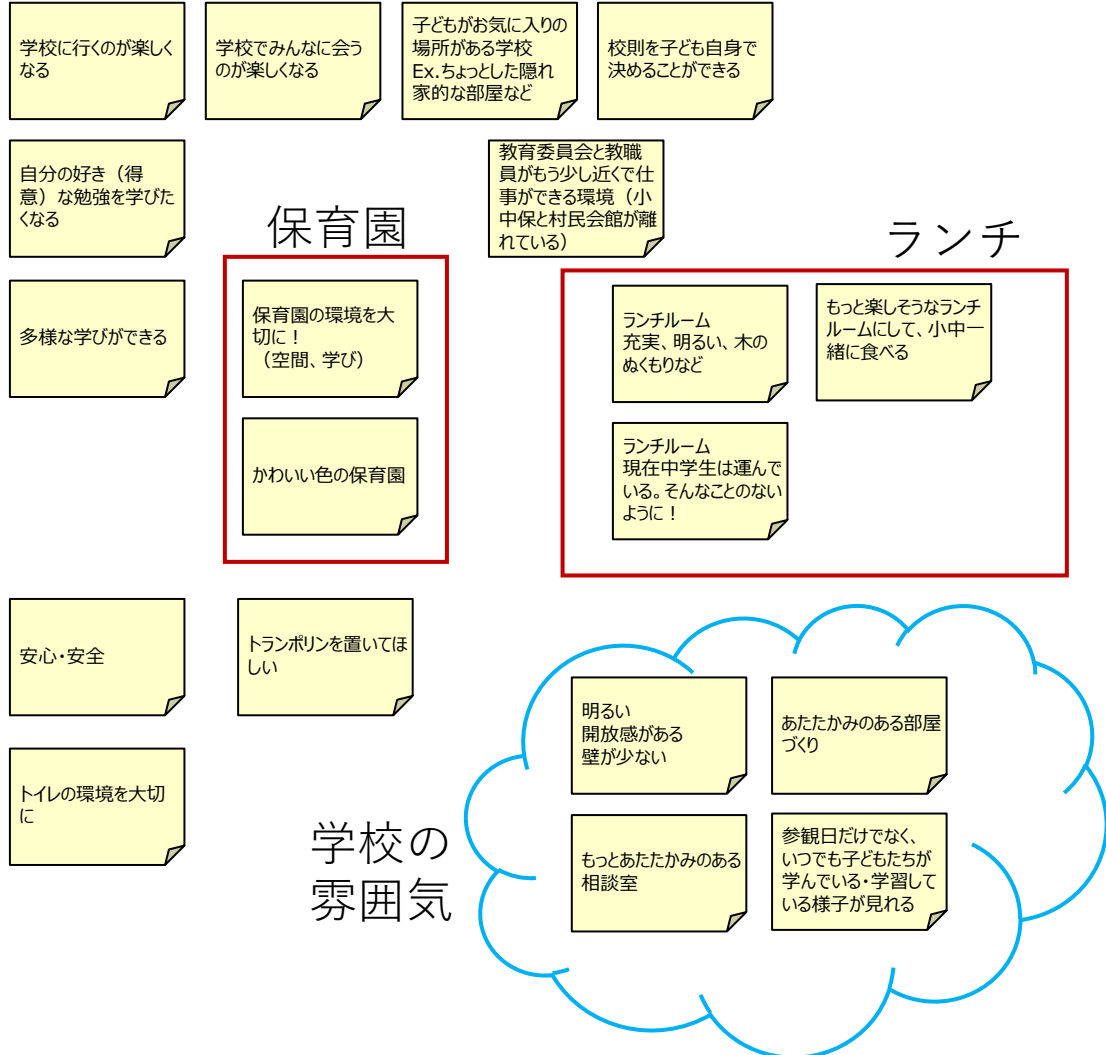 学校に行くのが楽しく
なる
学校でみんなに会う
のが楽しくなる
子どもがお気に入りの
場所がある学校
Ex.ちょっとした隠れ
家的な部屋など
校則を子ども自身で
決めることができる
自分の好き（得
意）な勉強を学びた
くなる
教育委員会と教職
員がもう少し近くで仕
事ができる環境（小
中保と村民会館が離
れている）
保育園
ランチ
多様な学びができる
保育園の環境を大
切に！
（空間、学び）
かわいい色の保育園
ランチルーム
充実、明るい、木の
ぬくもりなど
もっと楽しそうなランチ
ルームにして、小中一
緒に食べる
ランチルーム
現在中学生は運んで
いる。そんなことのない
ように！
安心・安全
トランポリンを置いてほ
しい
トイレの環境を大切
に
学校の
雰囲気
明るい
開放感がある
壁が少ない
あたたかみのある部屋
づくり
もっとあたたかみのある
相談室
参観日だけでなく、
いつでも子どもたちが
学んでいる・学習して
いる様子が見れる